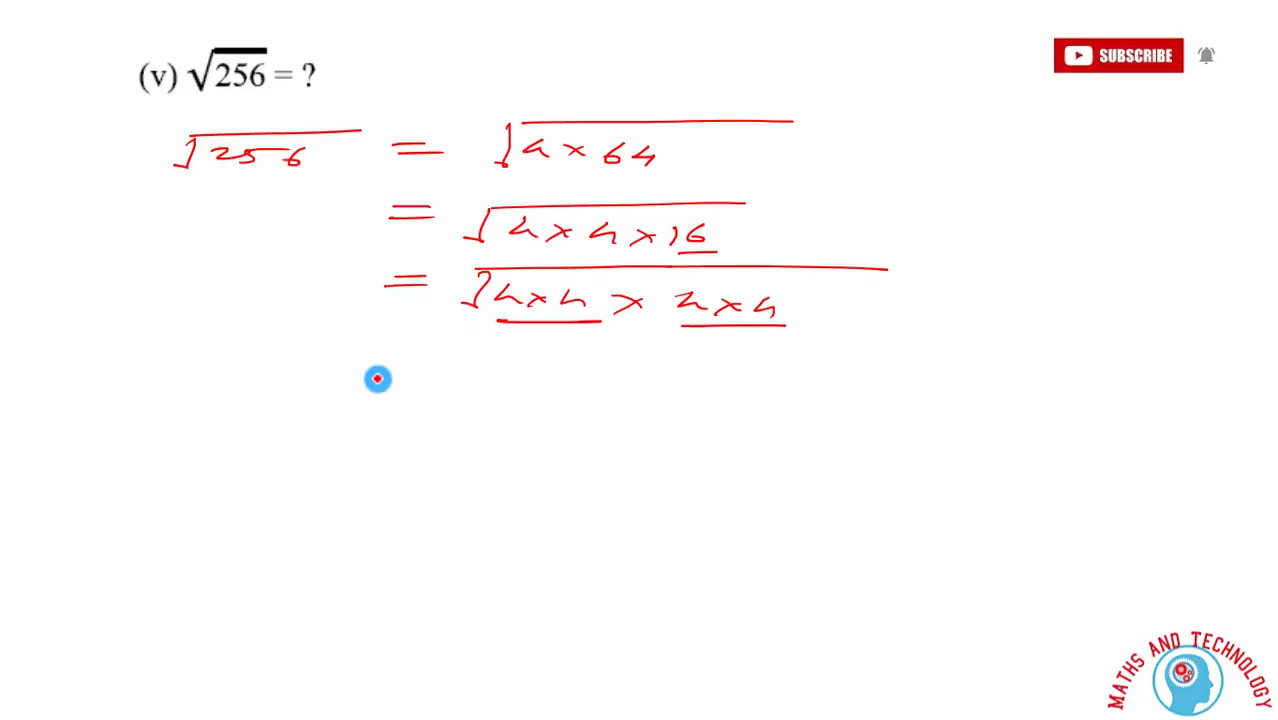 (v) √256 = ?
SUBSCRIBE
√256 = √4 × 64
= √4 × 4 × 16
= √4 × 4 × 4 × 4
MATHS AND TECHNOLOGY